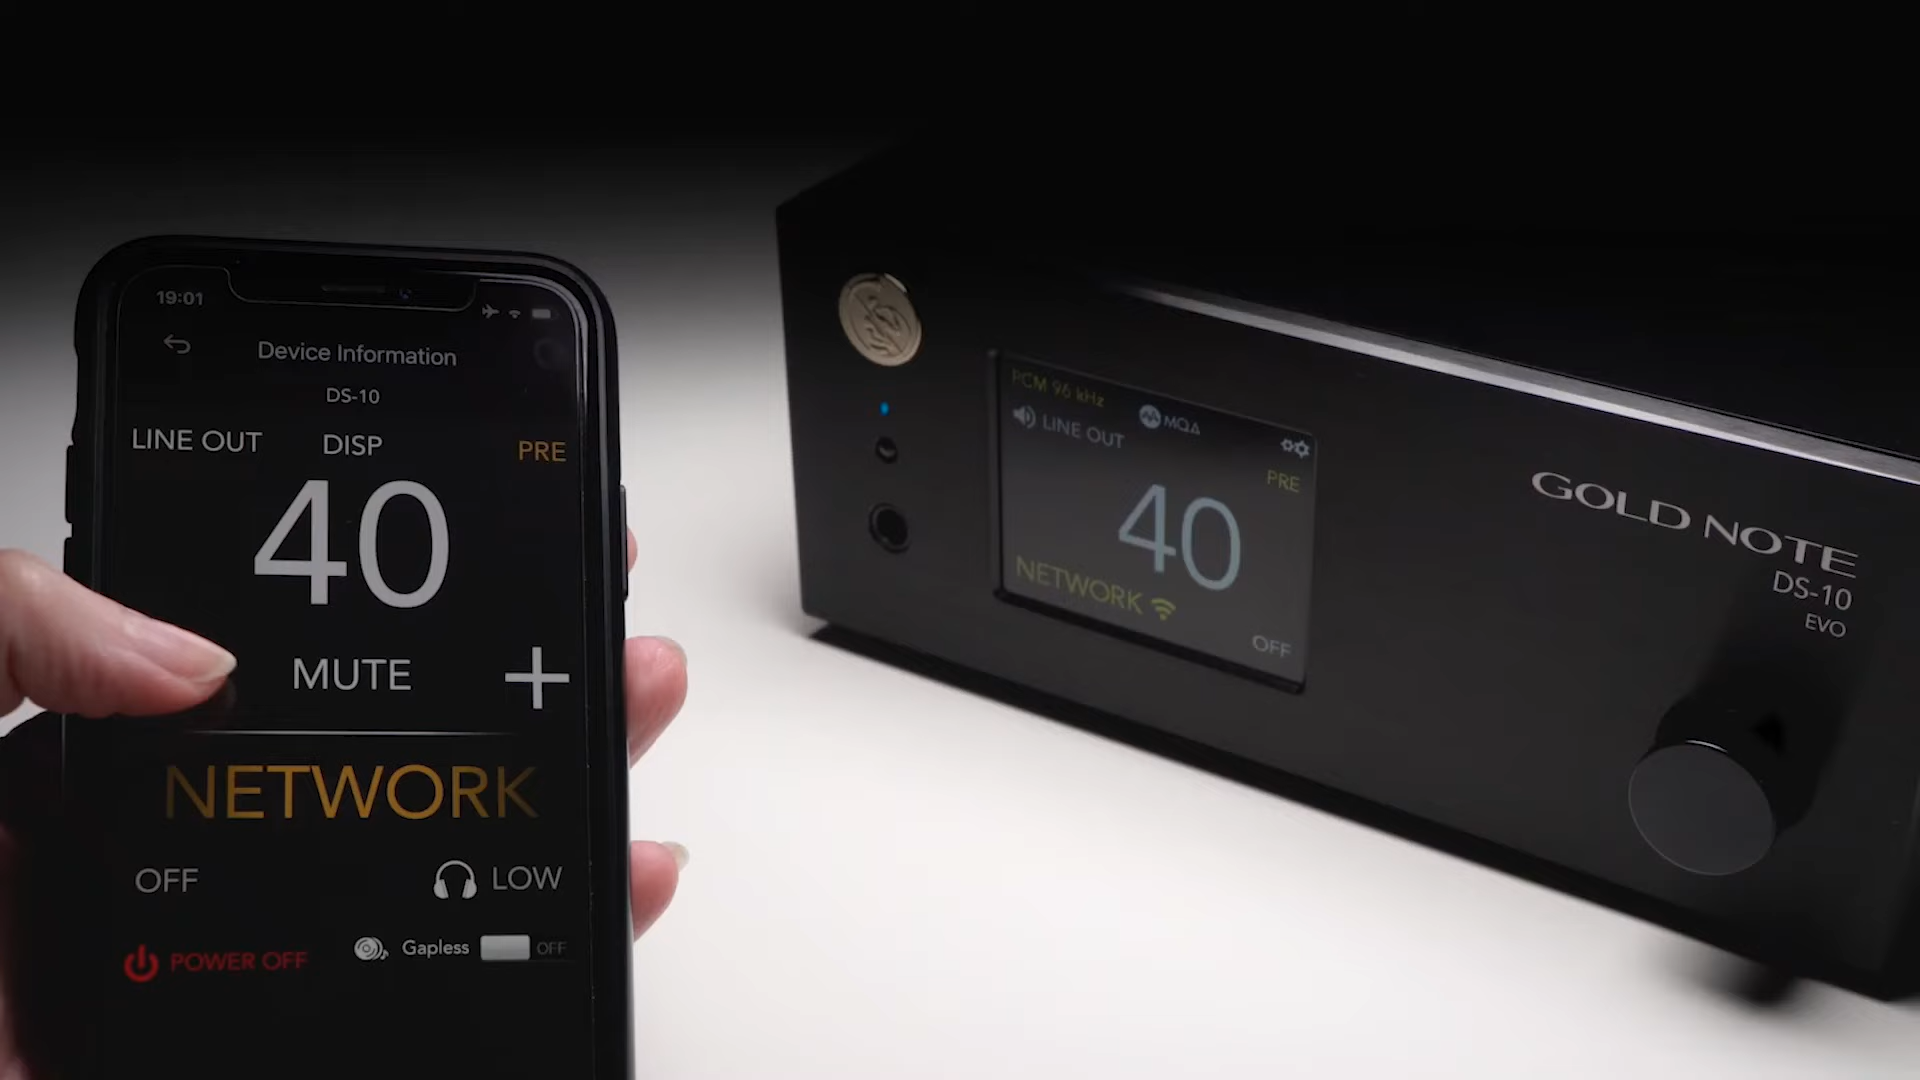 19:01
Device Information
DS-10
LINE OUT DISP PRE
40
MUTE
NETWORK
OFF LOW
POWER OFF Gapless OFF
PCM 96 kHz MQA
LINE OUT
PRE
40
NETWORK
OFF
GOLD NOTE
DS-10
EVO